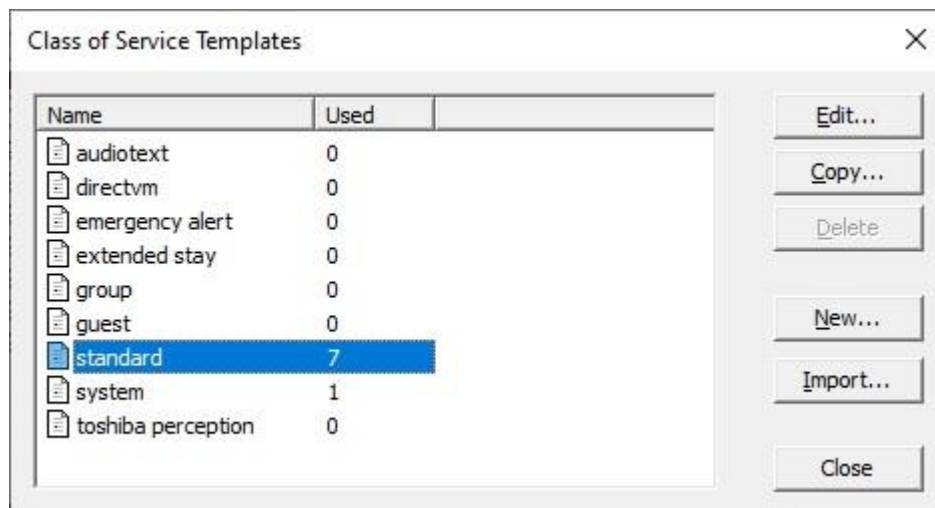 Class of Service Templates
Name Used
audiotext 0
directvm 0
emergency alert 0
extended stay 0
group 0
guest 0
standard 7
system 1
toshiba perception 0
Edit...
Copy...
Delete
New...
Import...
Close